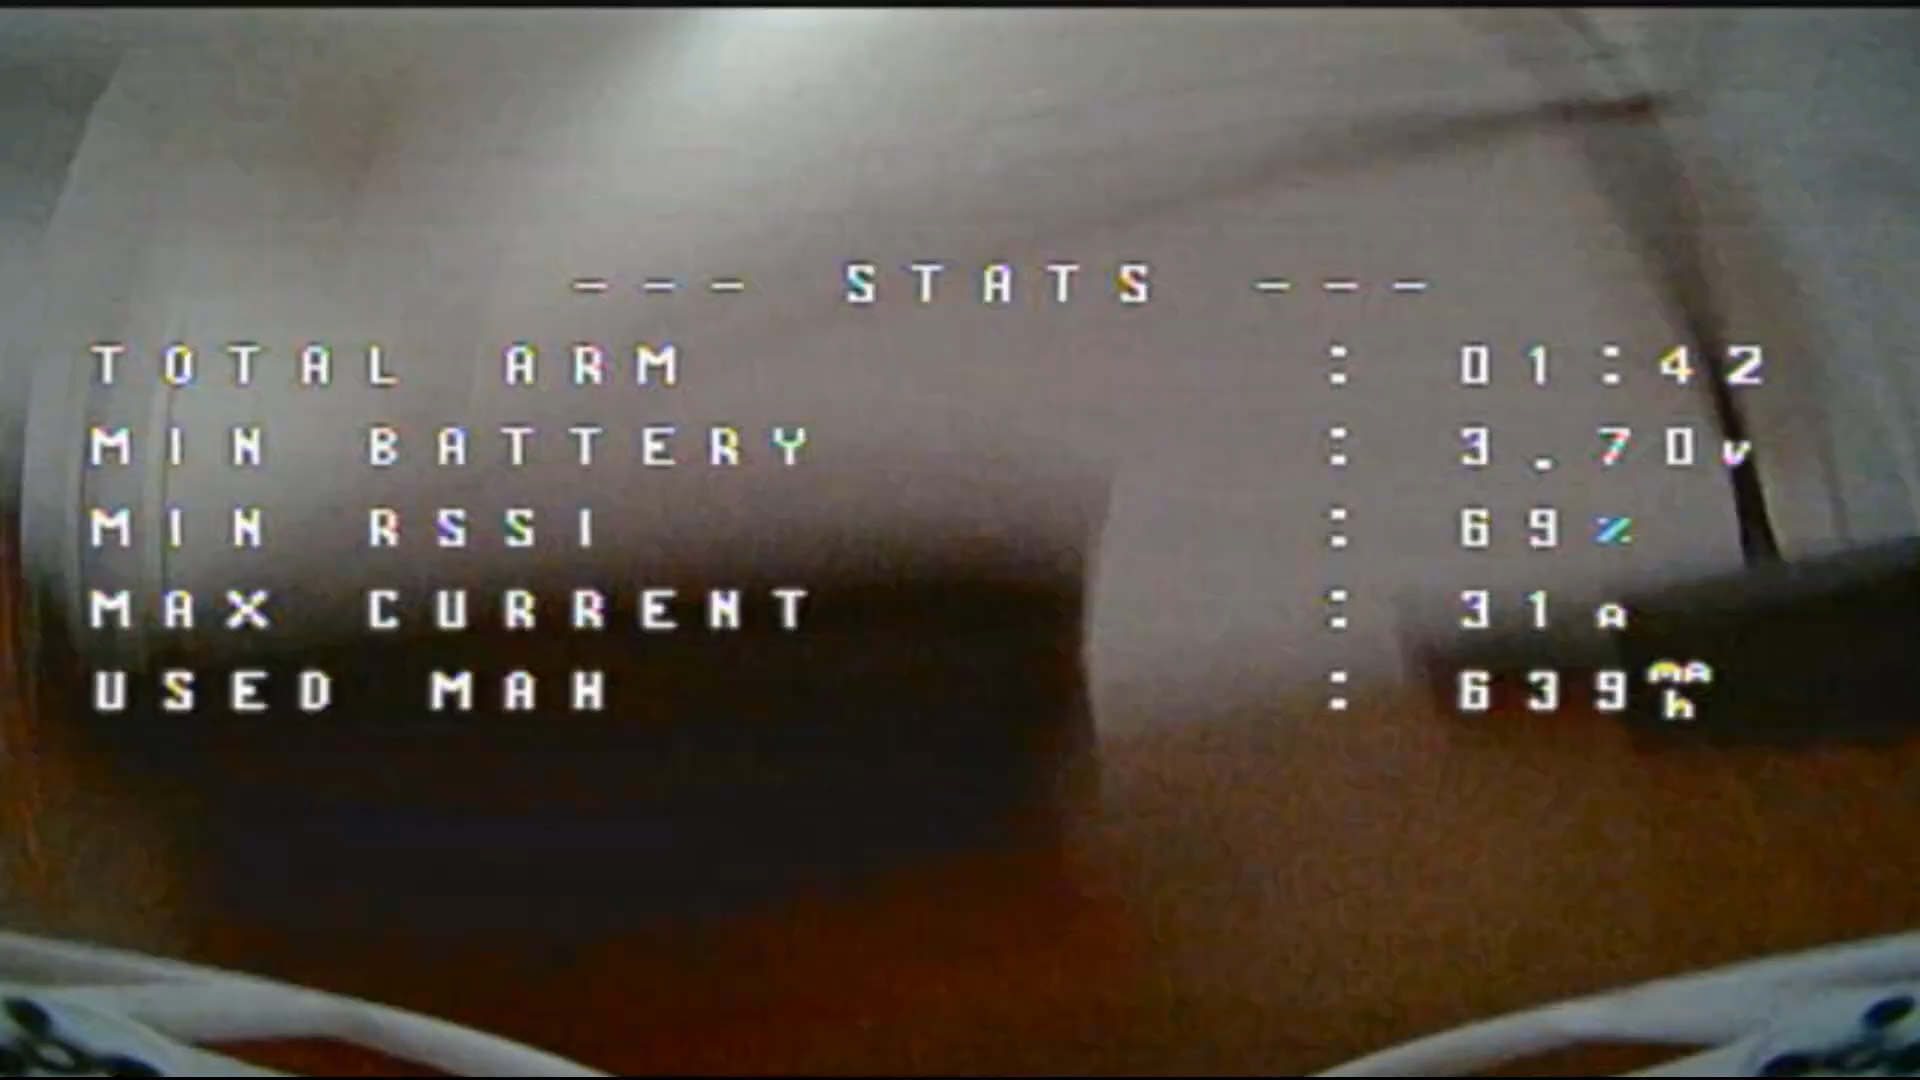 --- STATS ---
TOTAL ARM : 01:42
MIN BATTERY : 3.70v
MIN RSSI : 69%
MAX CURRENT : 31A
USED MAH : 639mAh